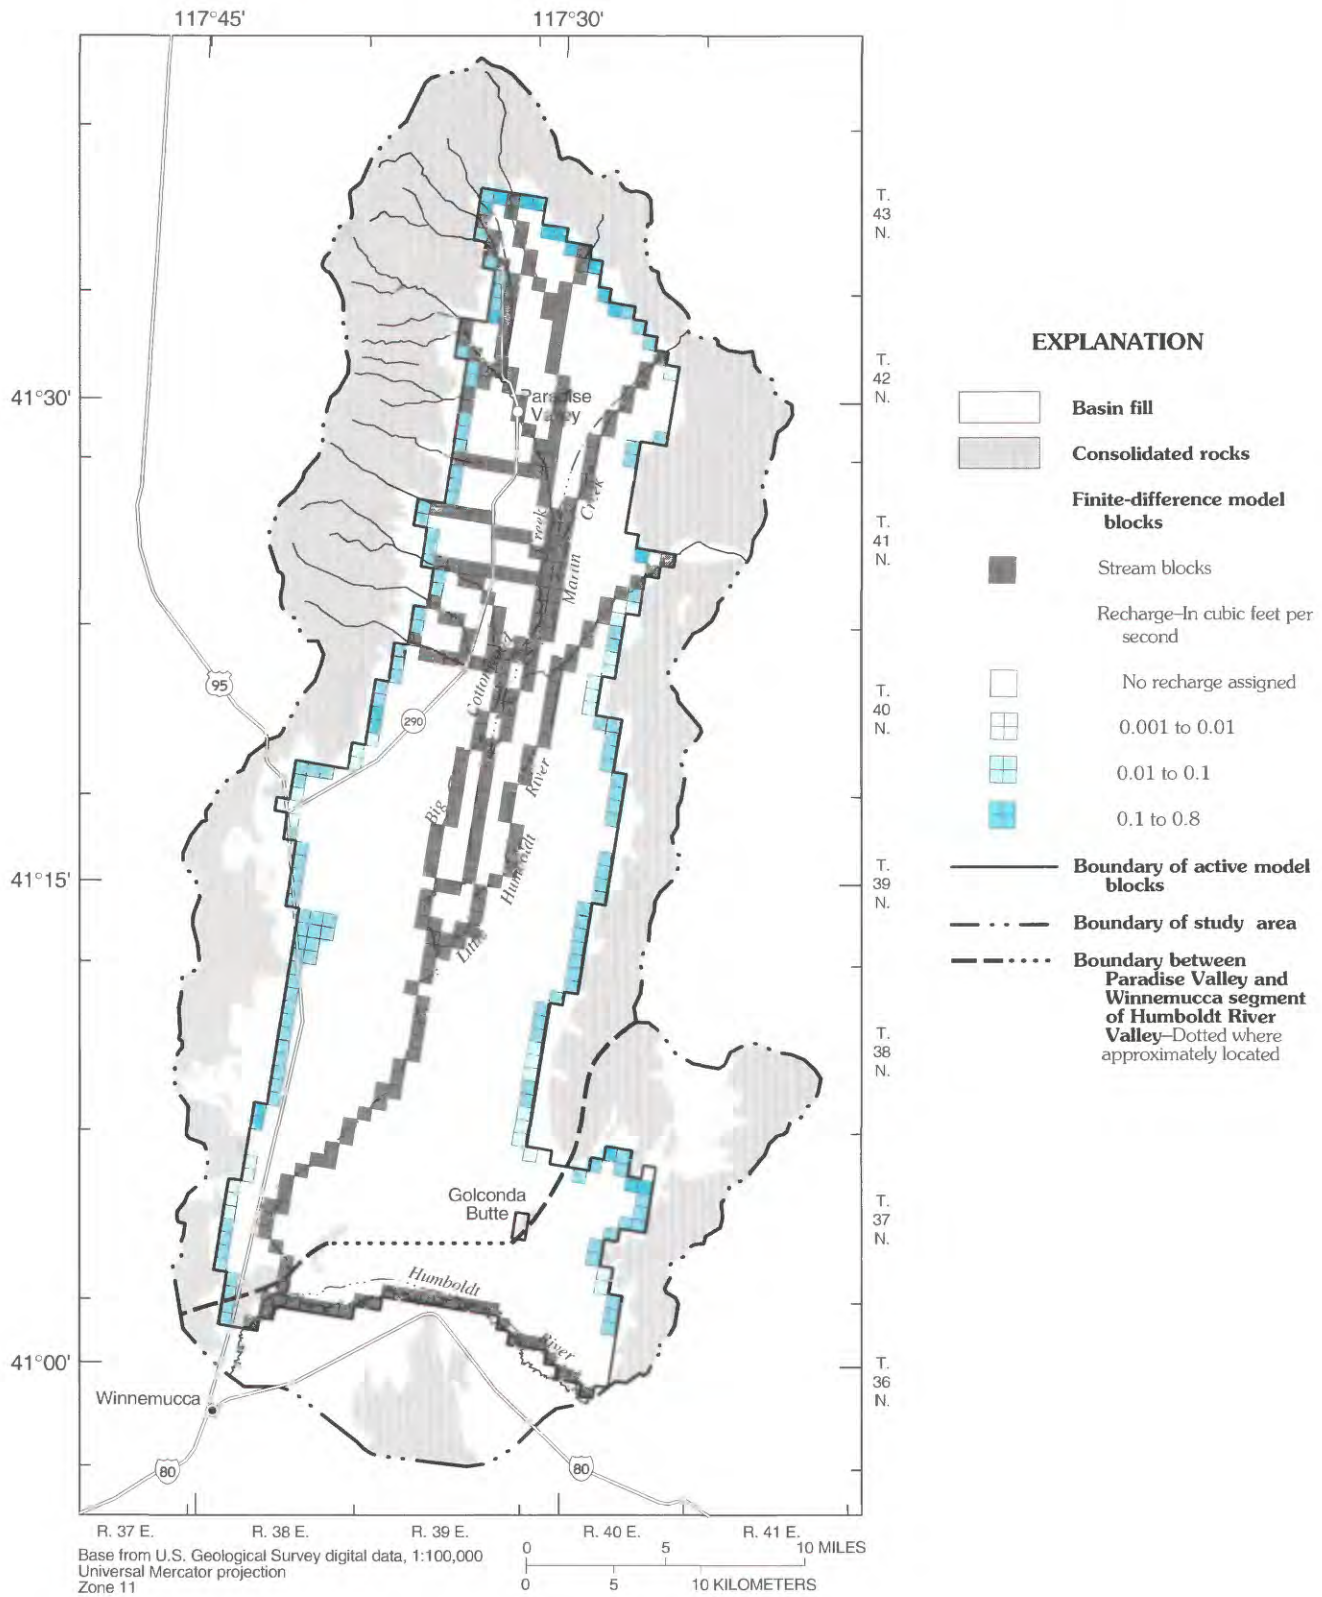 117°45'
117°30'
T.
43
N.
T.
42
N.
T.
41
N.
T.
40
N.
T.
39
N.
T.
38
N.
T.
37
N.
T.
36
N.
41°30'
41°15'
41°00'
Paradise
Valley
Creek
Creek
Martin
Cottonwood
95
290
Big
River
Humboldt
Little
Golconda
Butte
Humboldt
River
Winnemucca
80
80
R. 37 E.
R. 38 E.
R. 39 E.
R. 40 E.
R. 41 E.
Base from U.S. Geological Survey digital data, 1:100,000
Universal Mercator projection
Zone 11
0 5 10 MILES
0 5 10 KILOMETERS
EXPLANATION
Basin fill
Consolidated rocks
Finite-difference model
blocks
Stream blocks
Recharge–In cubic feet per
second
No recharge assigned
0.001 to 0.01
0.01 to 0.1
0.1 to 0.8
Boundary of active model
blocks
Boundary of study area
Boundary between
Paradise Valley and
Winnemucca segment
of Humboldt River
Valley–Dotted where
approximately located